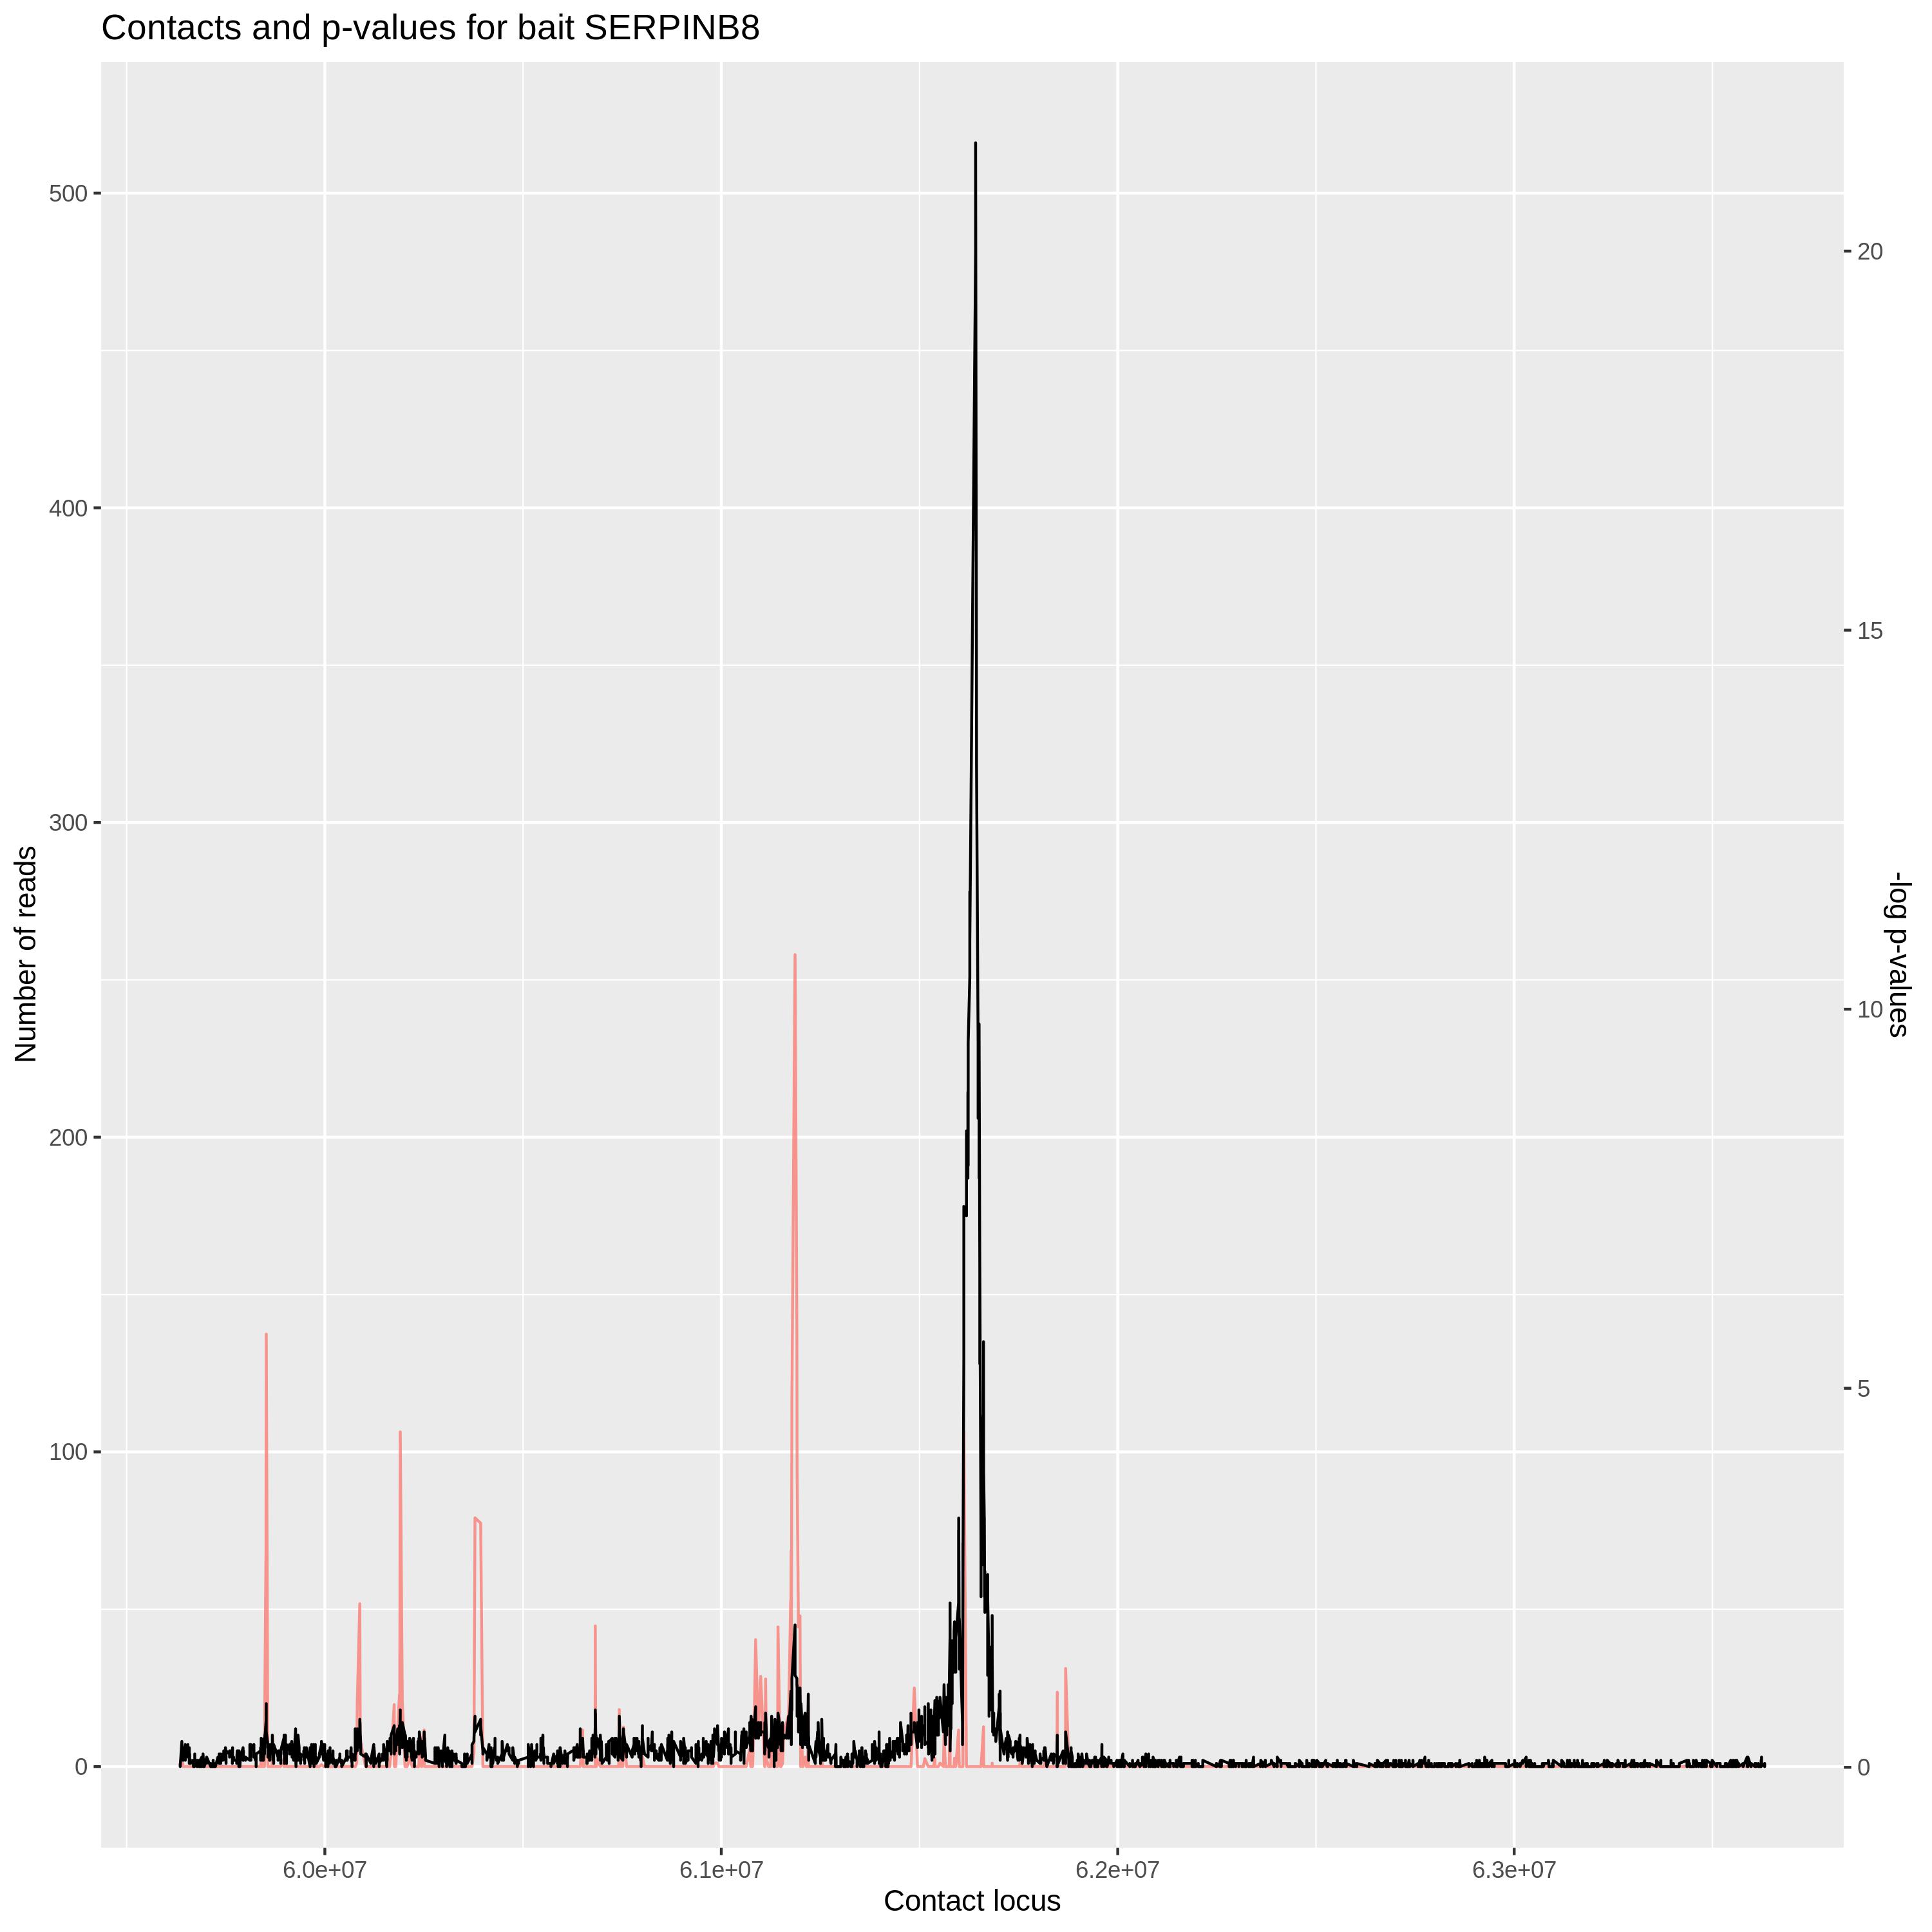 Contacts and p-values for bait SERPINB8
500
400
300
200
100
0
Number of reads
20
15
10
5
0
-log p-values
6.0e+07 6.1e+07 6.2e+07 6.3e+07
Contact locus